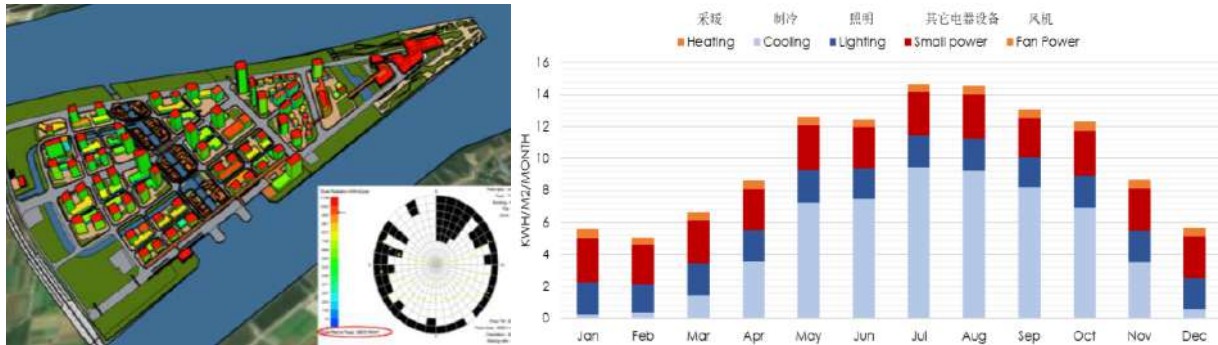 采暖 制冷 照明 其它电器设备 风机
Heating Cooling Lighting Small power Fan Power
KWH/M2/MONTH
16
14
12
10
8
6
4
2
0
Jan Feb Mar Apr May Jun Jul Aug Sep Oct Nov Dec